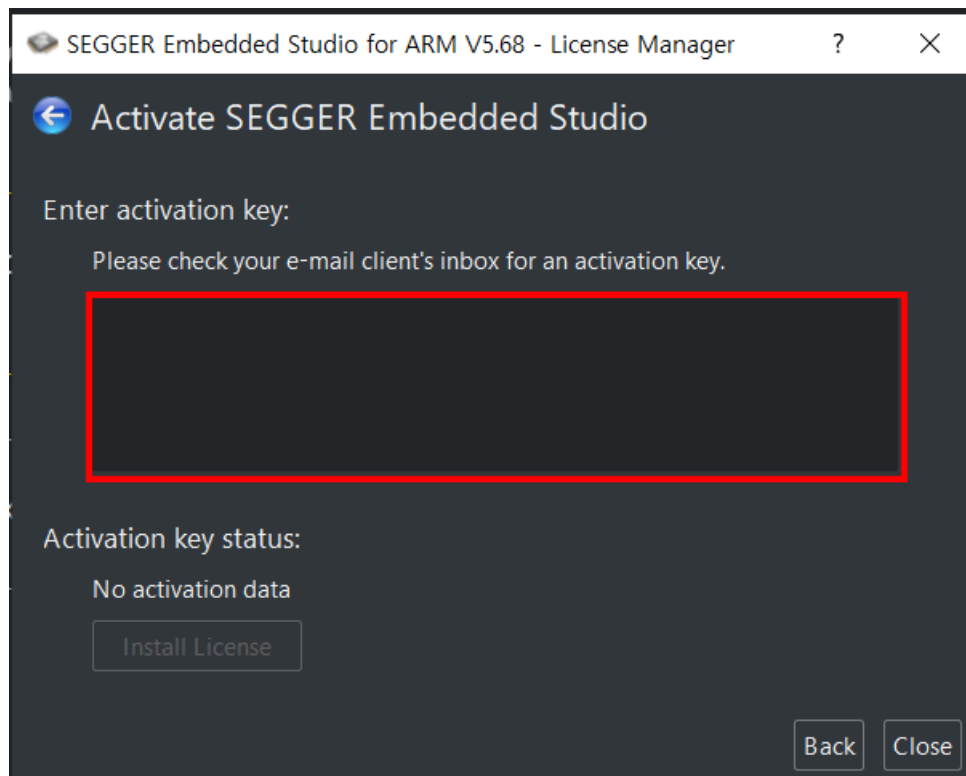 SEGGER Embedded Studio for ARM V5.68 - License Manager ?
Activate SEGGER Embedded Studio
Enter activation key:
Please check your e-mail client's inbox for an activation key.
Activation key status:
No activation data
Install License
Back Close